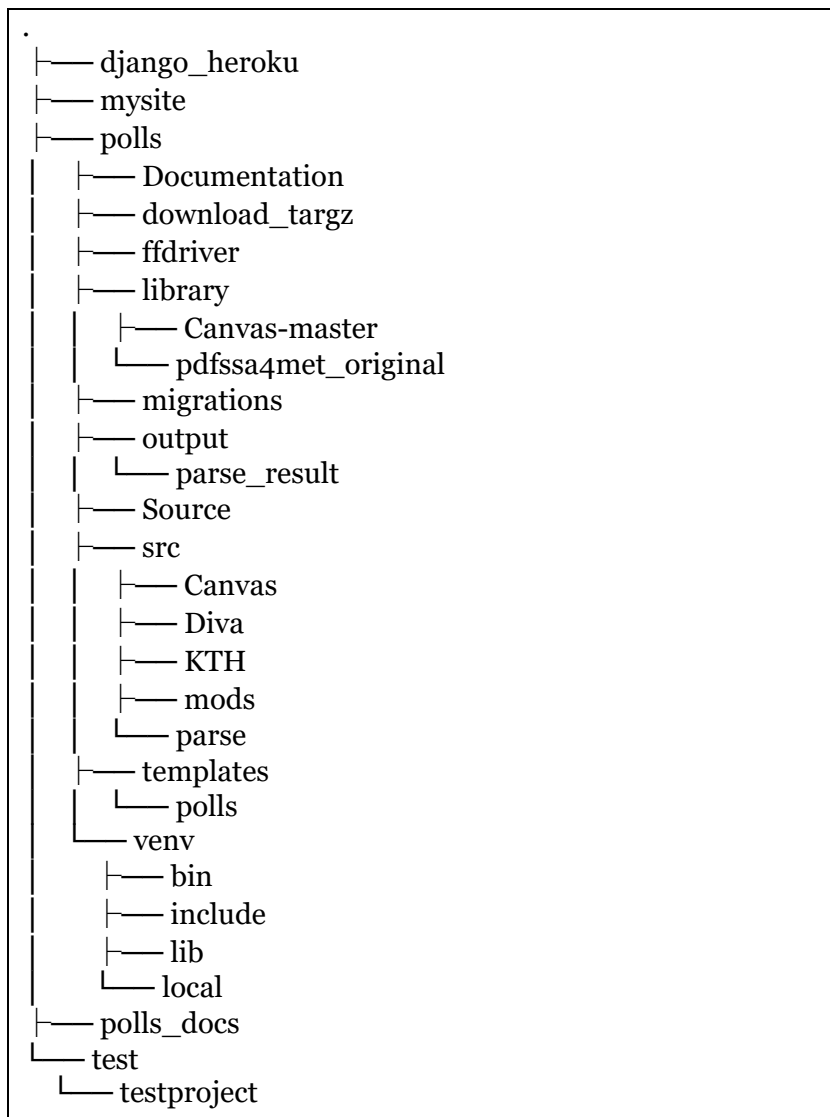 .
├── django_heroku
├── mysite
├── polls
│   ├── Documentation
│   ├── download_targz
│   ├── ffdriver
│   ├── library
│   │   ├── Canvas-master
│   │   └── pdfssa4met_original
│   ├── migrations
│   ├── output
│   │   └── parse_result
│   ├── Source
│   ├── src
│   │   ├── Canvas
│   │   ├── Diva
│   │   ├── KTH
│   │   ├── mods
│   │   └── parse
│   ├── templates
│   │   └── polls
│   └── venv
│       ├── bin
│       ├── include
│       ├── lib
│       └── local
├── polls_docs
└── test
    └── testproject